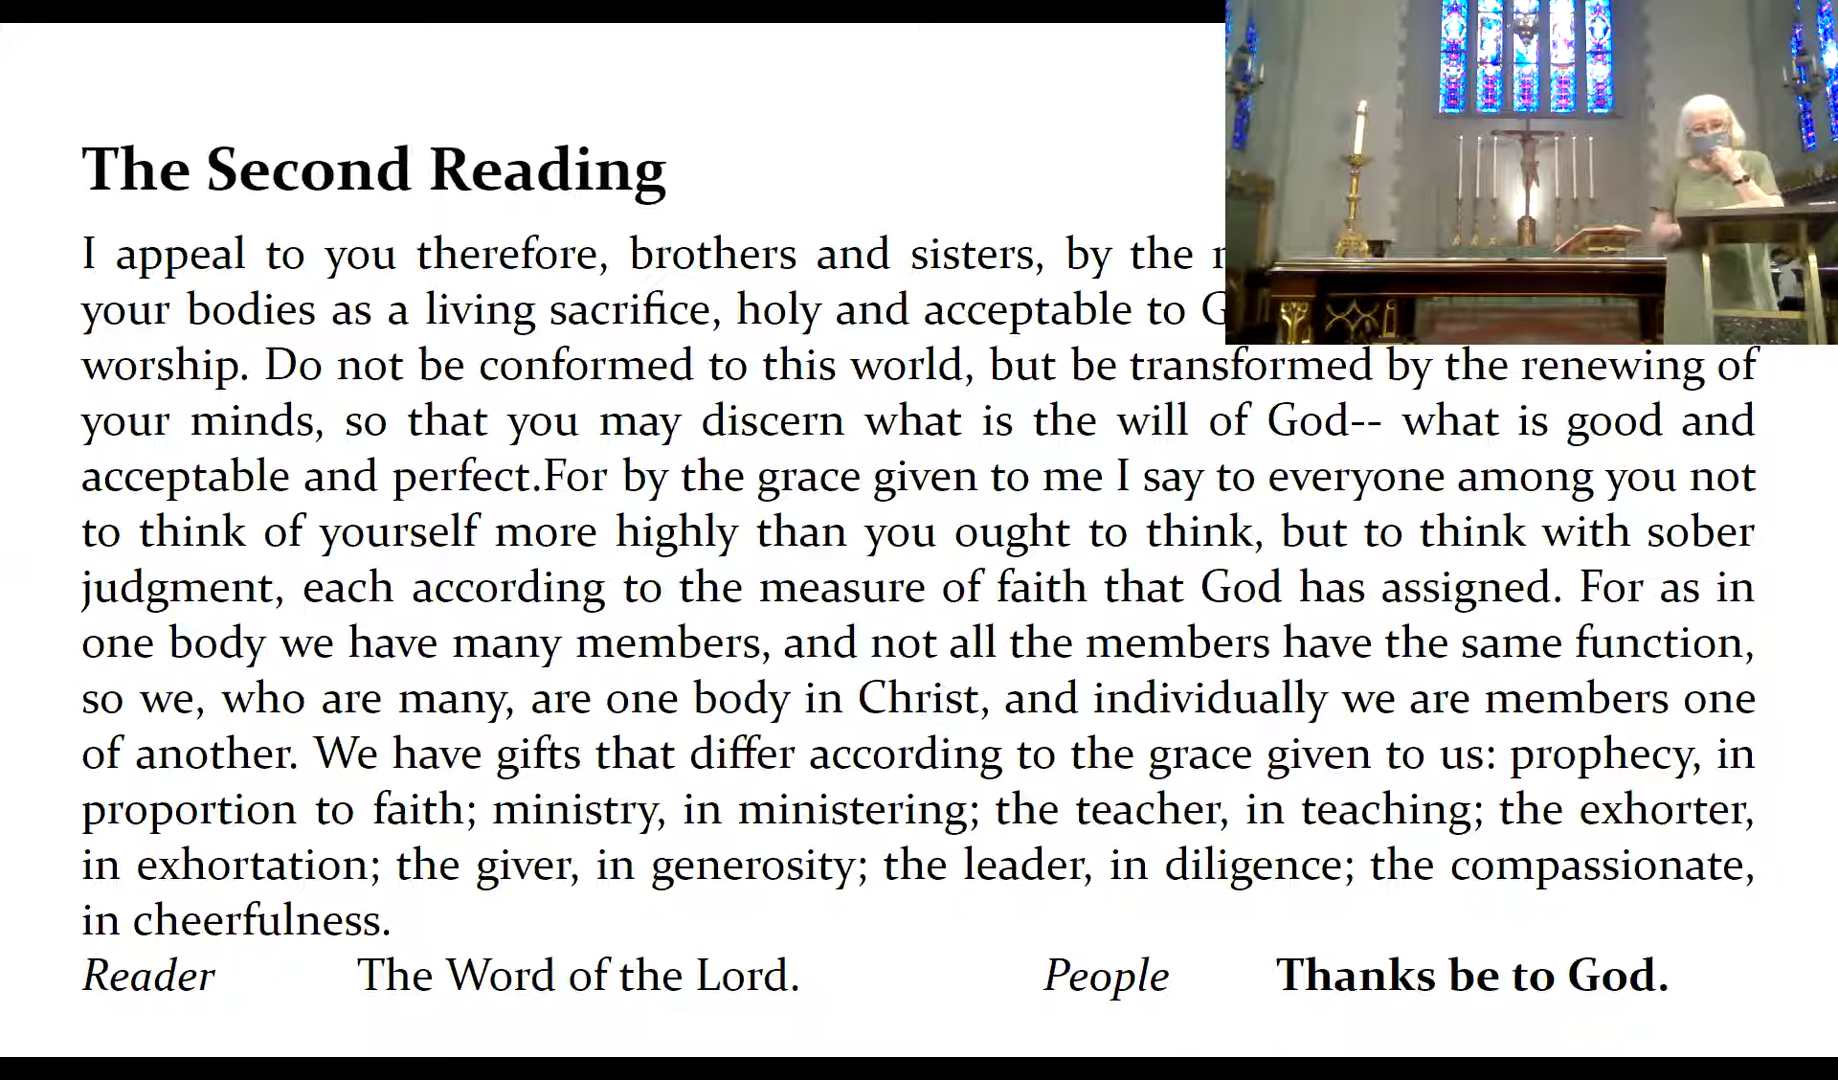 The Second Reading
I appeal to you therefore, brothers and sisters, by the
your bodies as a living sacrifice, holy and acceptable to
worship. Do not be conformed to this world, but be transformed by the renewing of
your minds, so that you may discern what is the will of God-- what is good and
acceptable and perfect.For by the grace given to me I say to everyone among you not
to think of yourself more highly than you ought to think, but to think with sober
judgment, each according to the measure of faith that God has assigned. For as in
one body we have many members, and not all the members have the same function,
so we, who are many, are one body in Christ, and individually we are members one
of another. We have gifts that differ according to the grace given to us: prophecy, in
proportion to faith; ministry, in ministering; the teacher, in teaching; the exhorter,
in exhortation; the giver, in generosity; the leader, in diligence; the compassionate,
in cheerfulness.
Reader The Word of the Lord. People Thanks be to God.